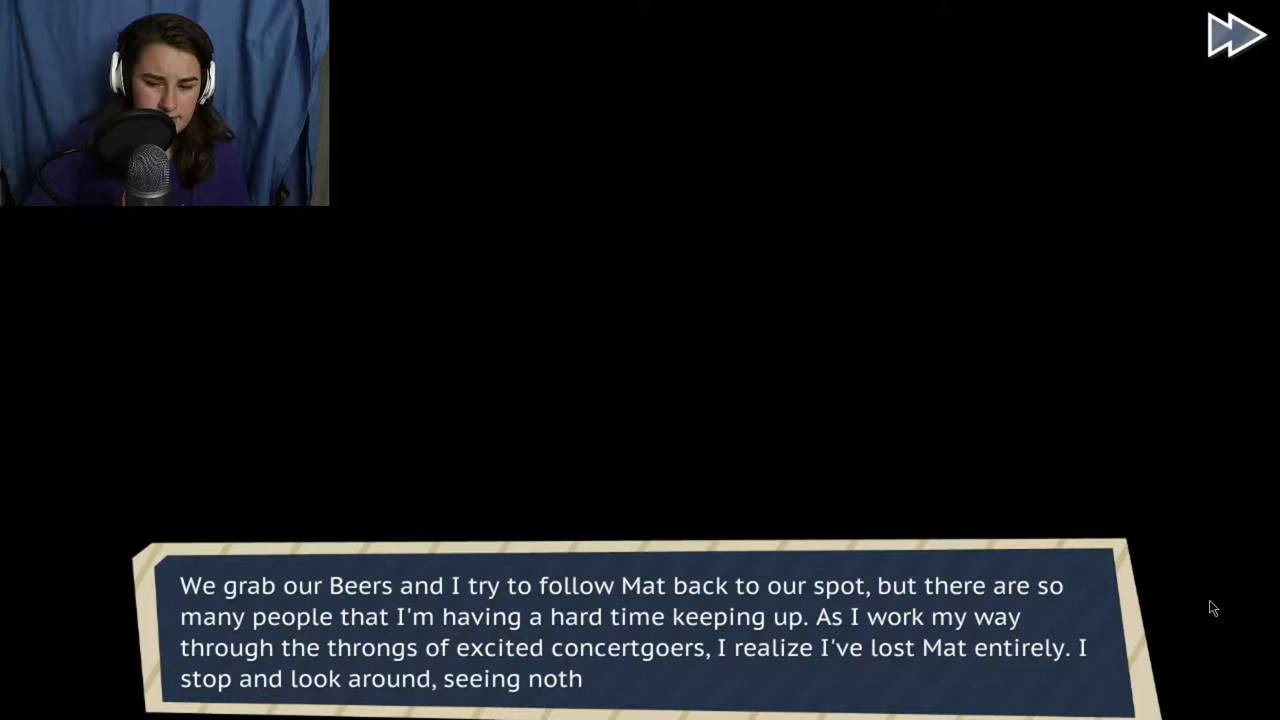 We grab our Beers and I try to follow Mat back to our spot, but there are so
many people that I'm having a hard time keeping up. As I work my way
through the throngs of excited concertgoers, I realize I've lost Mat entirely. I
stop and look around, seeing noth